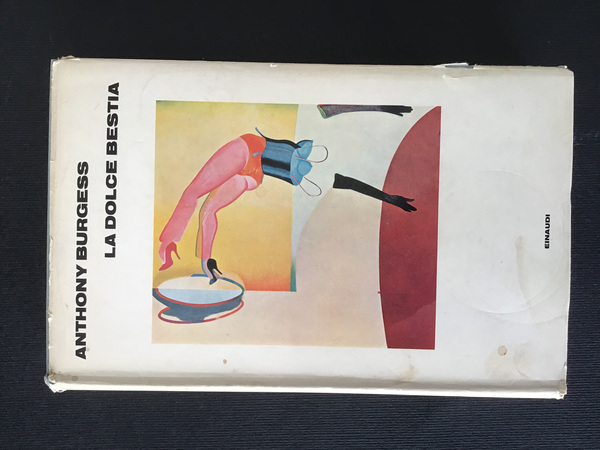 ANTHONY BURGESS
LA DOLCE BESTIA
EINAUDI